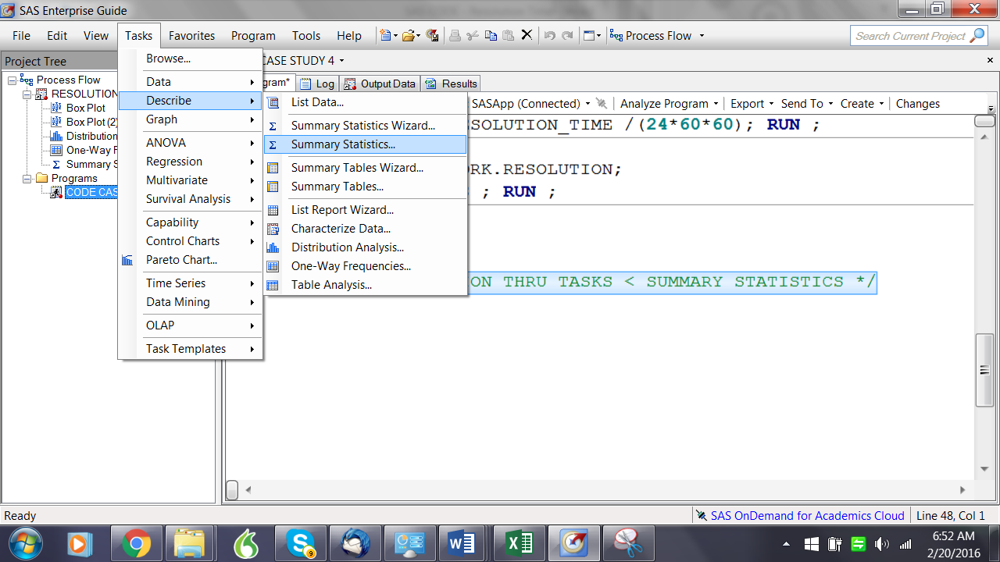 SAS Enterprise Guide
File Edit View Tasks Favorites Program Tools Help Process Flow Search Current Project
Project Tree
Process Flow
RESOLUTION
Box Plot
Box Plot (2)
Distribution
One-Way F
Summary S
Programs
CODE CAS
Browse...
Data
Describe
Graph
ANOVA
Regression
Multivariate
Survival Analysis
Capability
Control Charts
Pareto Chart...
Time Series
Data Mining
OLAP
Task Templates
List Data...
Summary Statistics Wizard...
Summary Statistics...
Summary Tables Wizard...
Summary Tables...
List Report Wizard...
Characterize Data...
Distribution Analysis...
One-Way Frequencies...
Table Analysis...
CASE STUDY 4
gram* Log Output Data Results
SASApp (Connected) Analyze Program Export Send To Create Changes
SOLUTION_TIME /(24*60*60); RUN ;
RK.RESOLUTION;
; RUN ;
ON THRU TASKS < SUMMARY STATISTICS */
Ready SAS OnDemand for Academics Cloud Line 48, Col 1
9
6:52 AM
2/20/2016